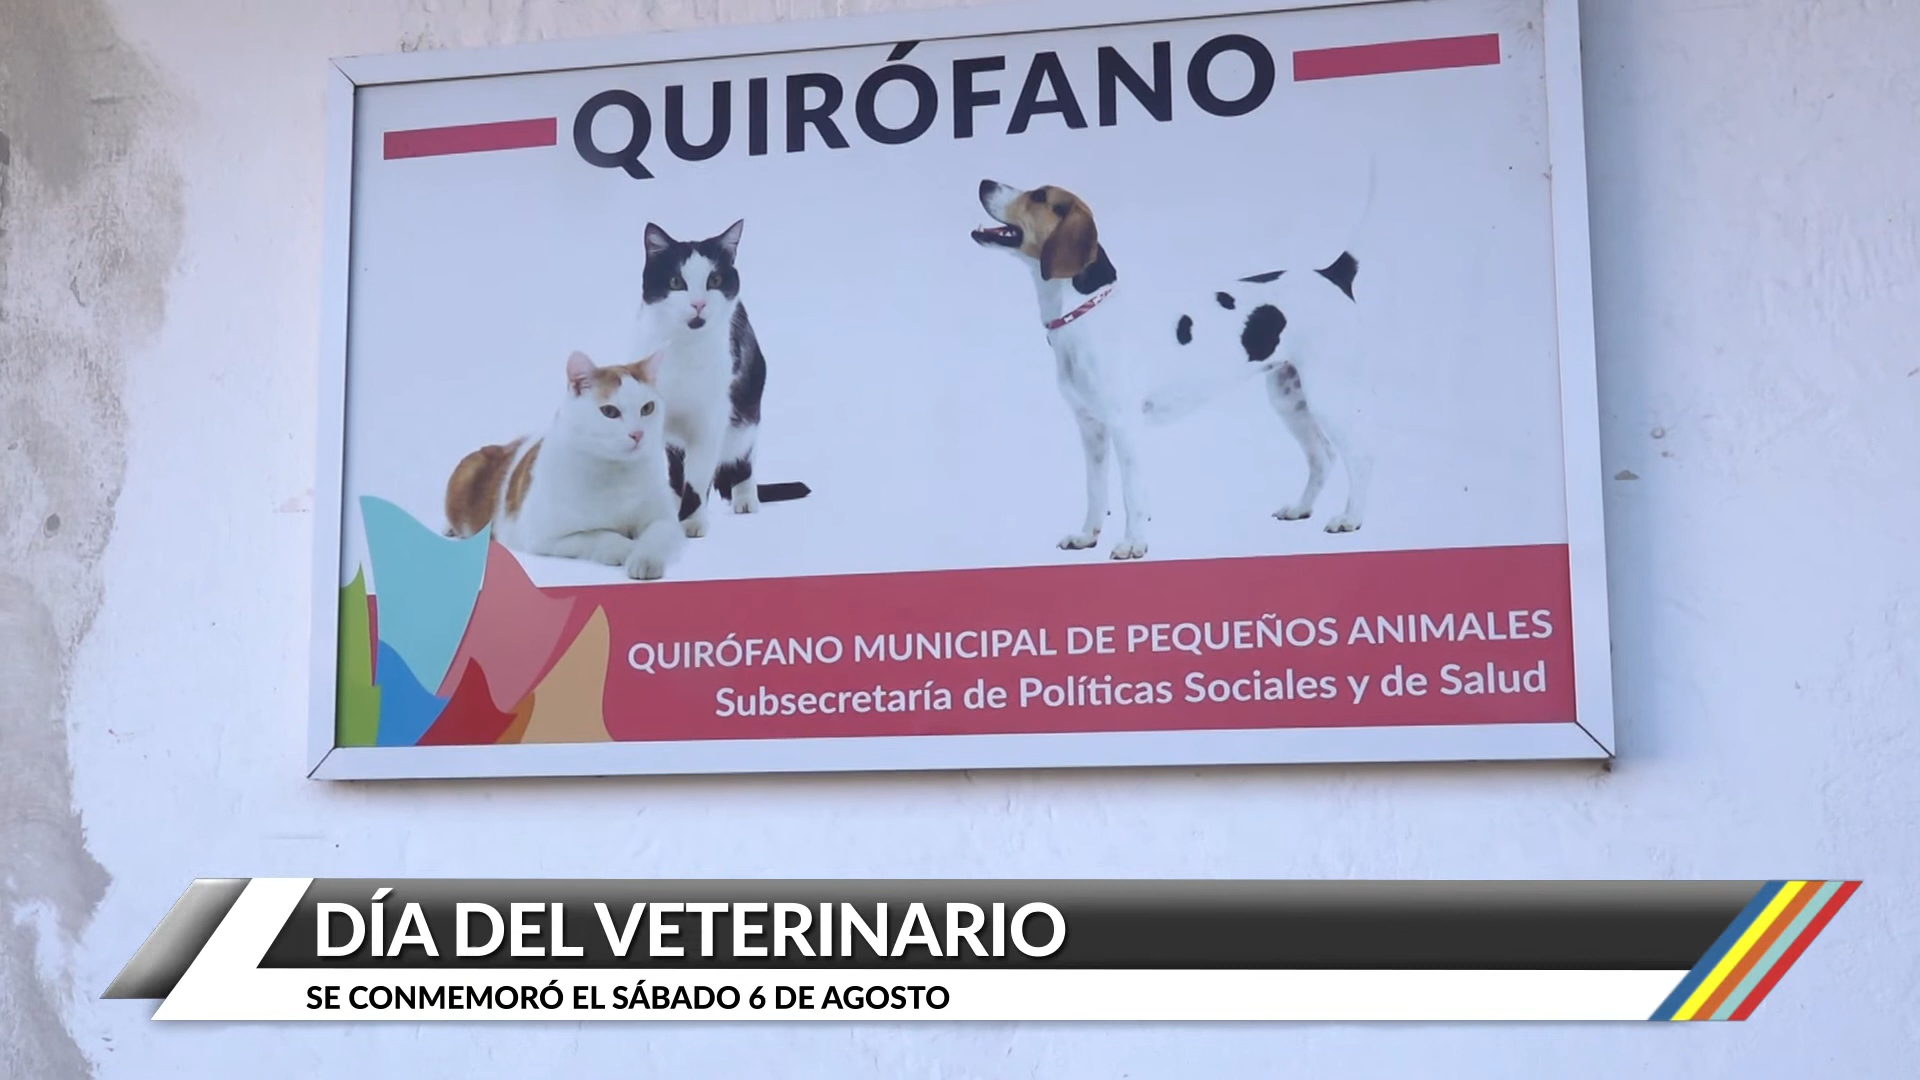 QUIRÓFANO
QUIRÓFANO MUNICIPAL DE PEQUEÑOS ANIMALES
Subsecretaría de Políticas Sociales y de Salud
DÍA DEL VETERINARIO
SE CONMEMORÓ EL SÁBADO 6 DE AGOSTO